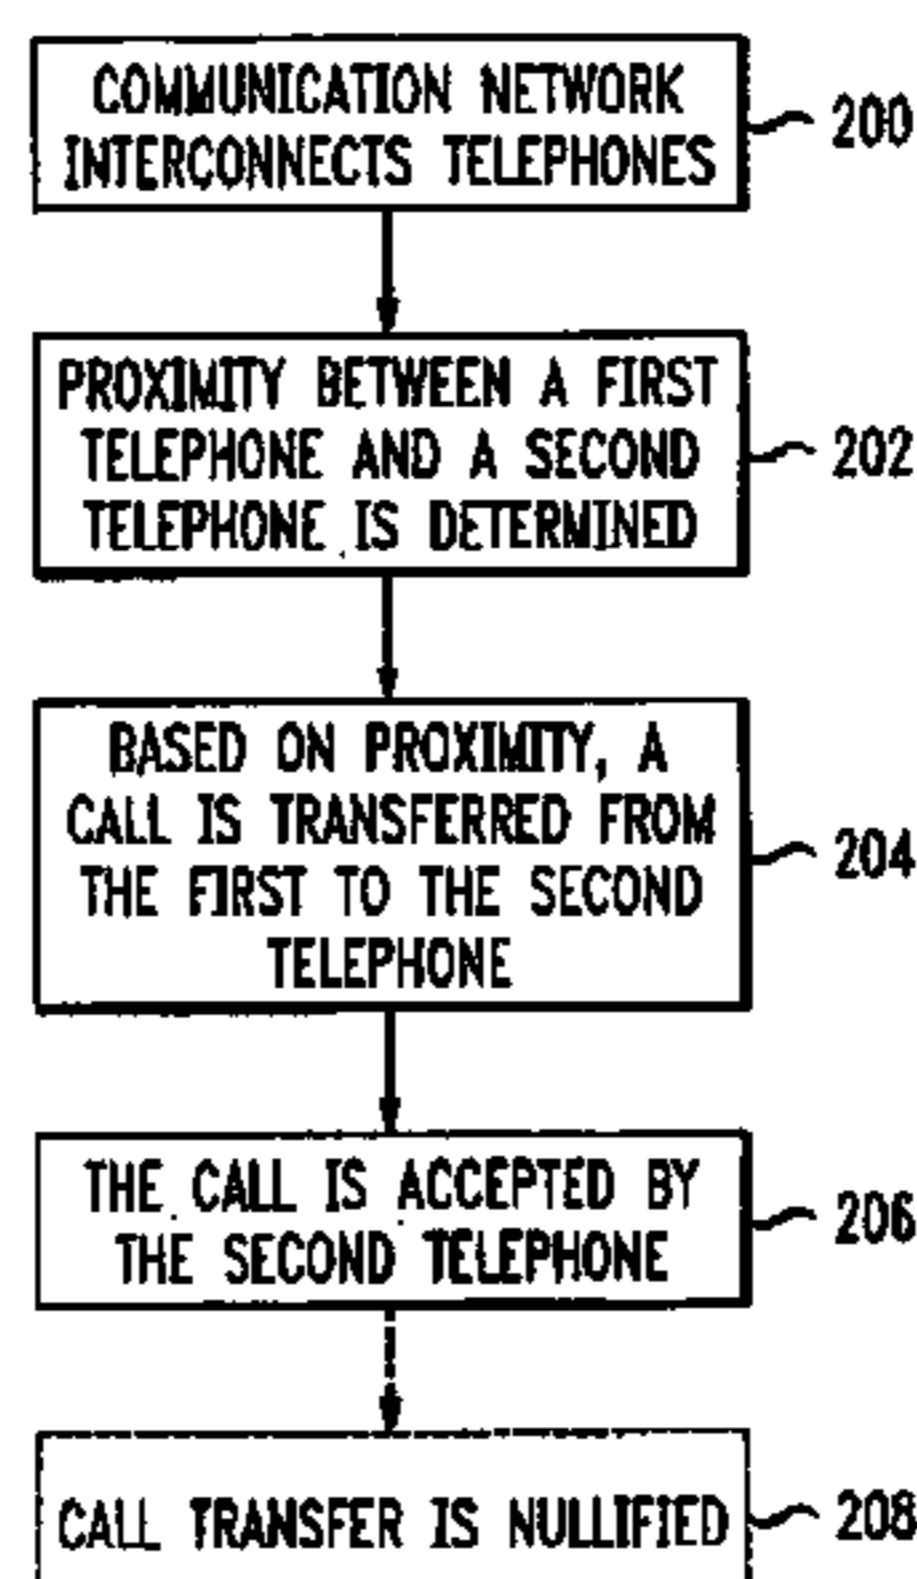 COMMUNICATION NETWORK
INTERCONNECTS TELEPHONES
200
PROXIMITY BETWEEN A FIRST
TELEPHONE AND A SECOND
TELEPHONE IS DETERMINED
202
BASED ON PROXIMITY, A
CALL IS TRANSFERRED FROM
THE FIRST TO THE SECOND
TELEPHONE
204
THE CALL IS ACCEPTED BY
THE SECOND TELEPHONE
206
CALL TRANSFER IS NULLIFIED
208